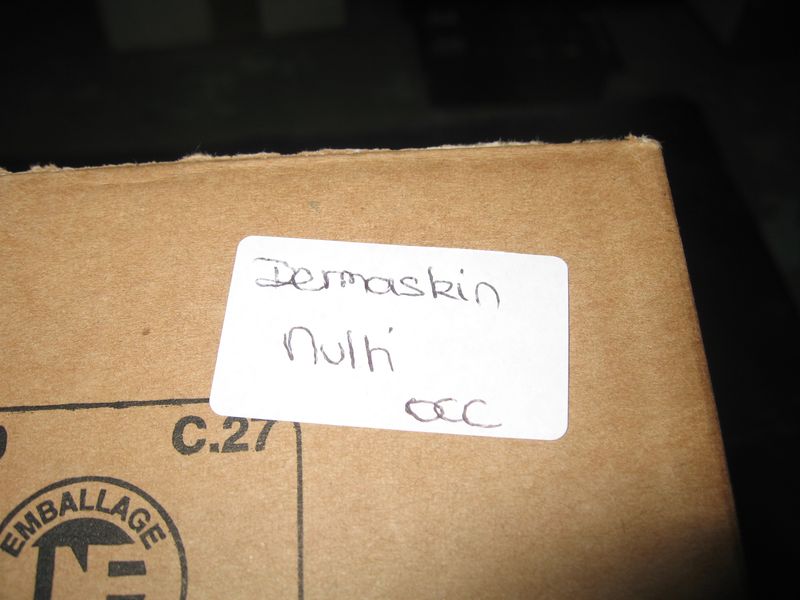 Dermaskin
Multi
occ
C.27
EMBALLAGE